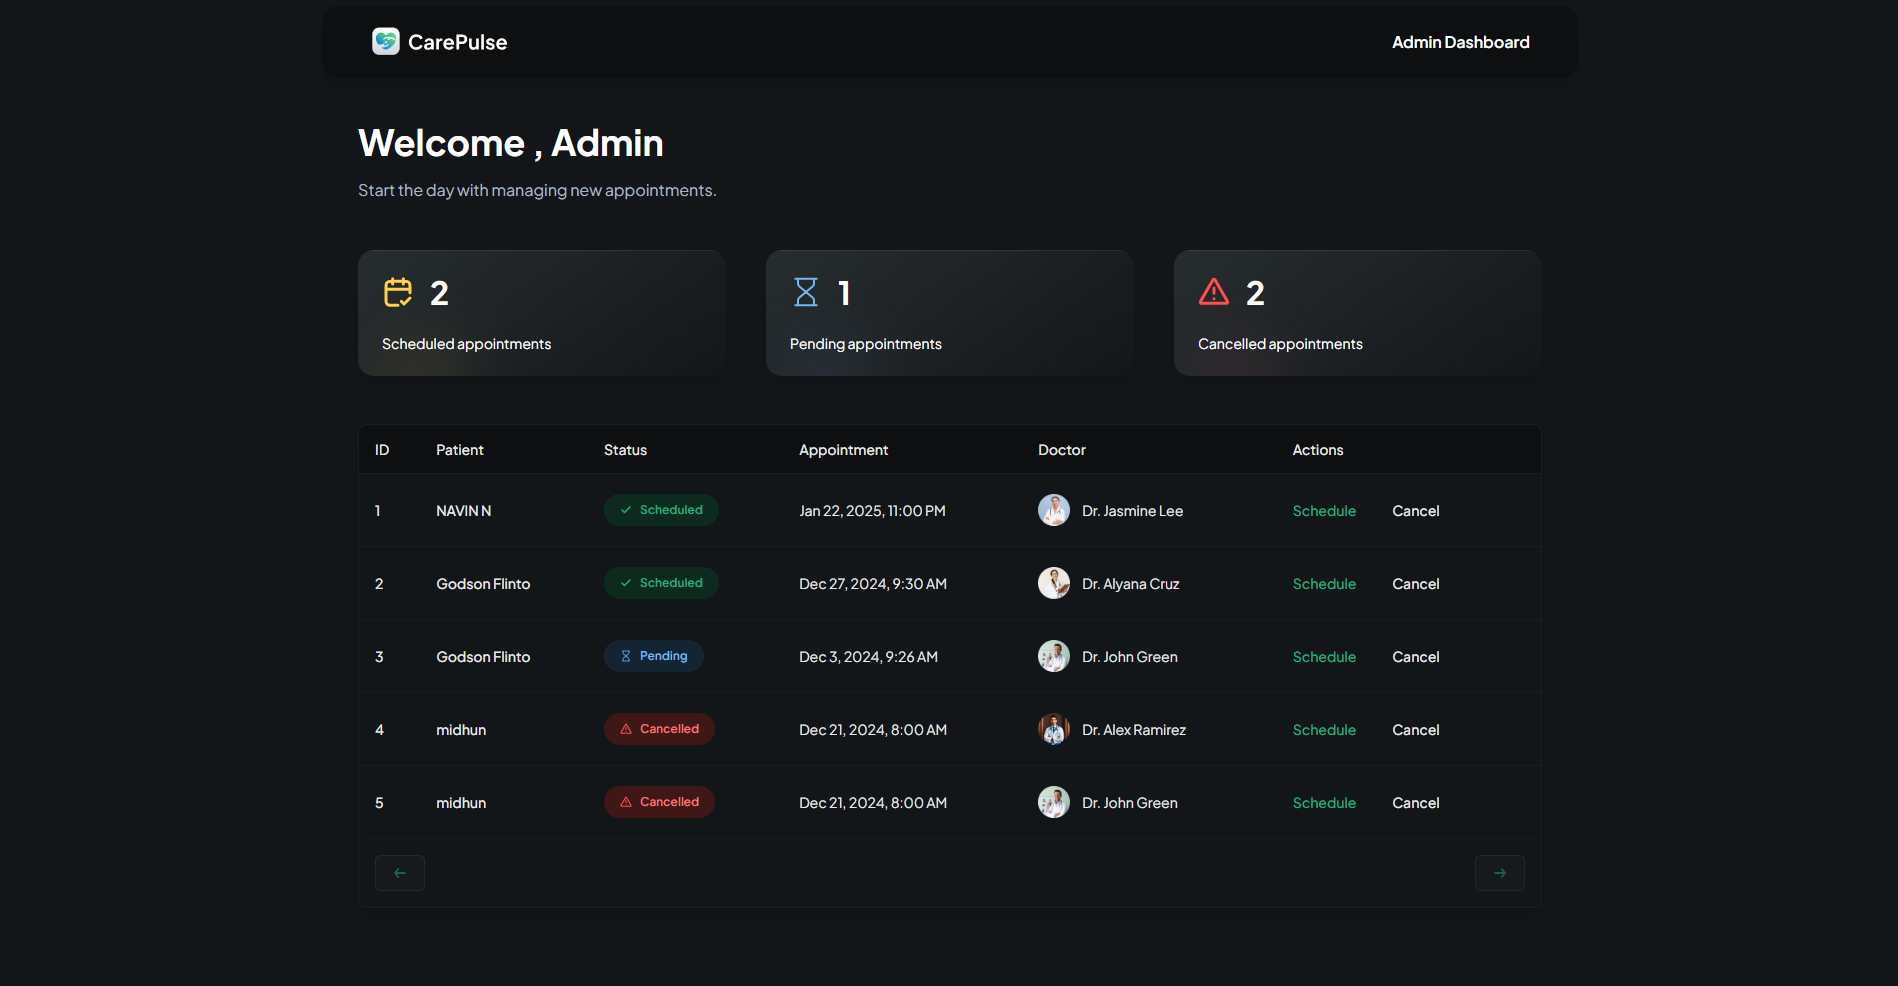 CarePulse
Admin Dashboard
Welcome , Admin
Start the day with managing new appointments.
2
Scheduled appointments
1
Pending appointments
2
Cancelled appointments
ID Patient Status Appointment Doctor Actions
1 NAVIN N Scheduled Jan 22, 2025, 11:00 PM Dr. Jasmine Lee Schedule Cancel
2 Godson Flinto Scheduled Dec 27, 2024, 9:30 AM Dr. Alyana Cruz Schedule Cancel
3 Godson Flinto Pending Dec 3, 2024, 9:26 AM Dr. John Green Schedule Cancel
4 midhun Cancelled Dec 21, 2024, 8:00 AM Dr. Alex Ramirez Schedule Cancel
5 midhun Cancelled Dec 21, 2024, 8:00 AM Dr. John Green Schedule Cancel